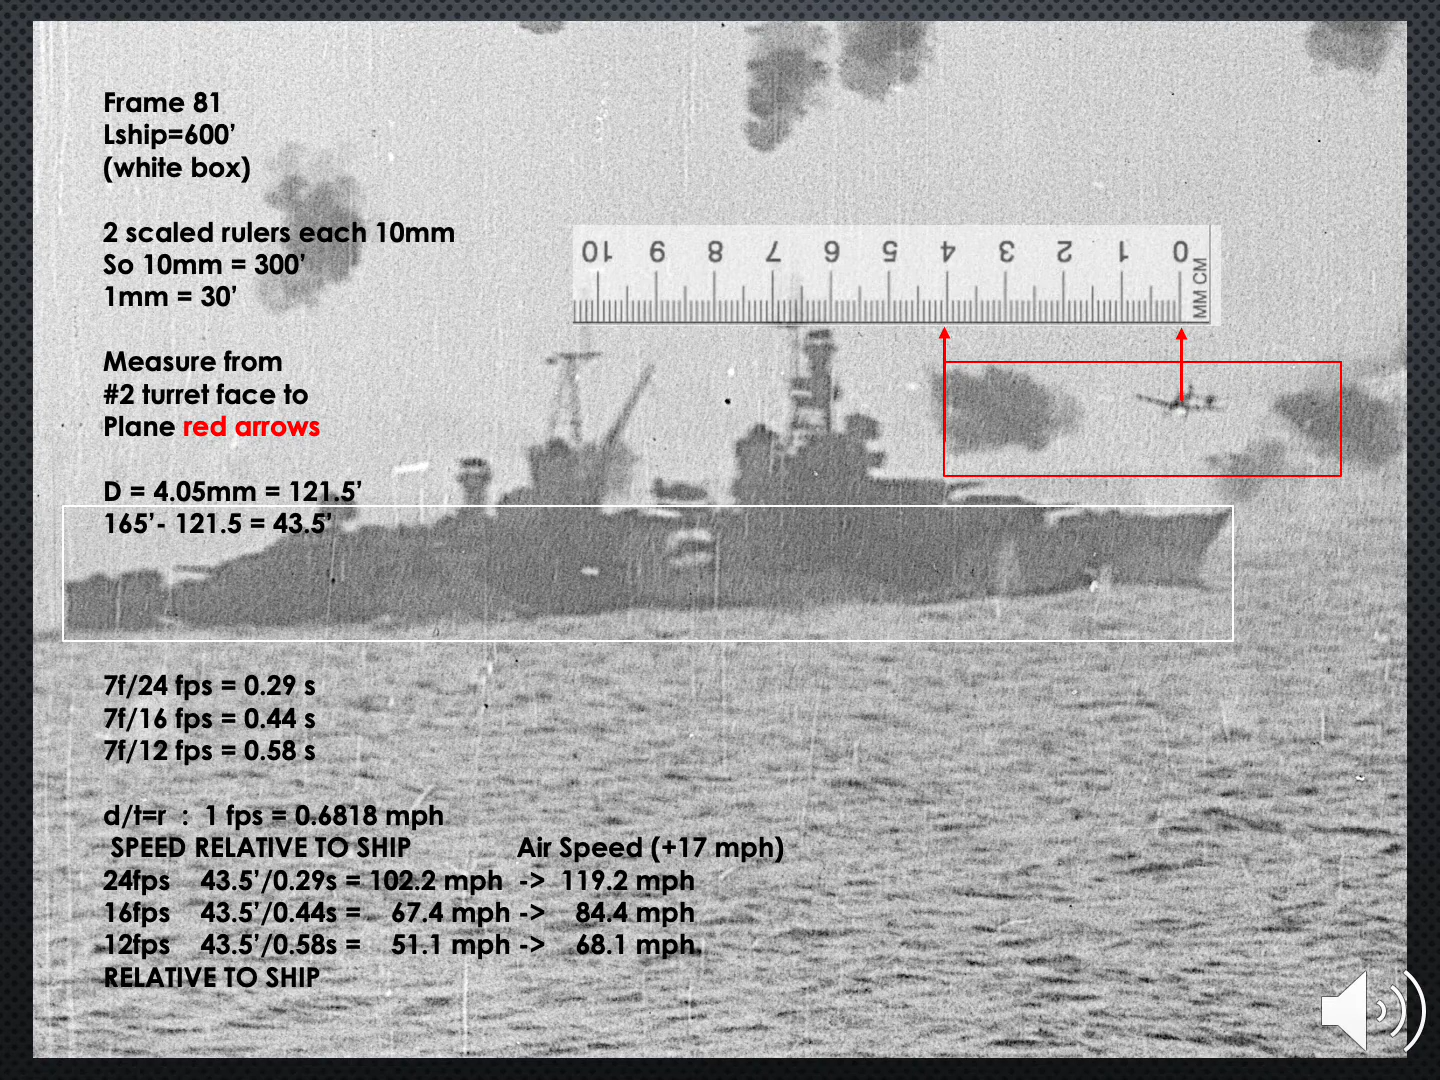 Frame 81
Lship=600’
(white box)
2 scaled rulers each 10mm
So 10mm = 300’
1mm = 30’
Measure from
#2 turret face to
Plane red arrows
D = 4.05mm = 121.5’
165’- 121.5 = 43.5’
10 9 8 7 6 5 4 3 2 1 0
MM CM
7f/24 fps = 0.29 s
7f/16 fps = 0.44 s
7f/12 fps = 0.58 s
d/t=r : 1 fps = 0.6818 mph
SPEED RELATIVE TO SHIP Air Speed (+17 mph)
24fps 43.5’/0.29s = 102.2 mph -> 119.2 mph
16fps 43.5’/0.44s = 67.4 mph -> 84.4 mph
12fps 43.5’/0.58s = 51.1 mph -> 68.1 mph
RELATIVE TO SHIP